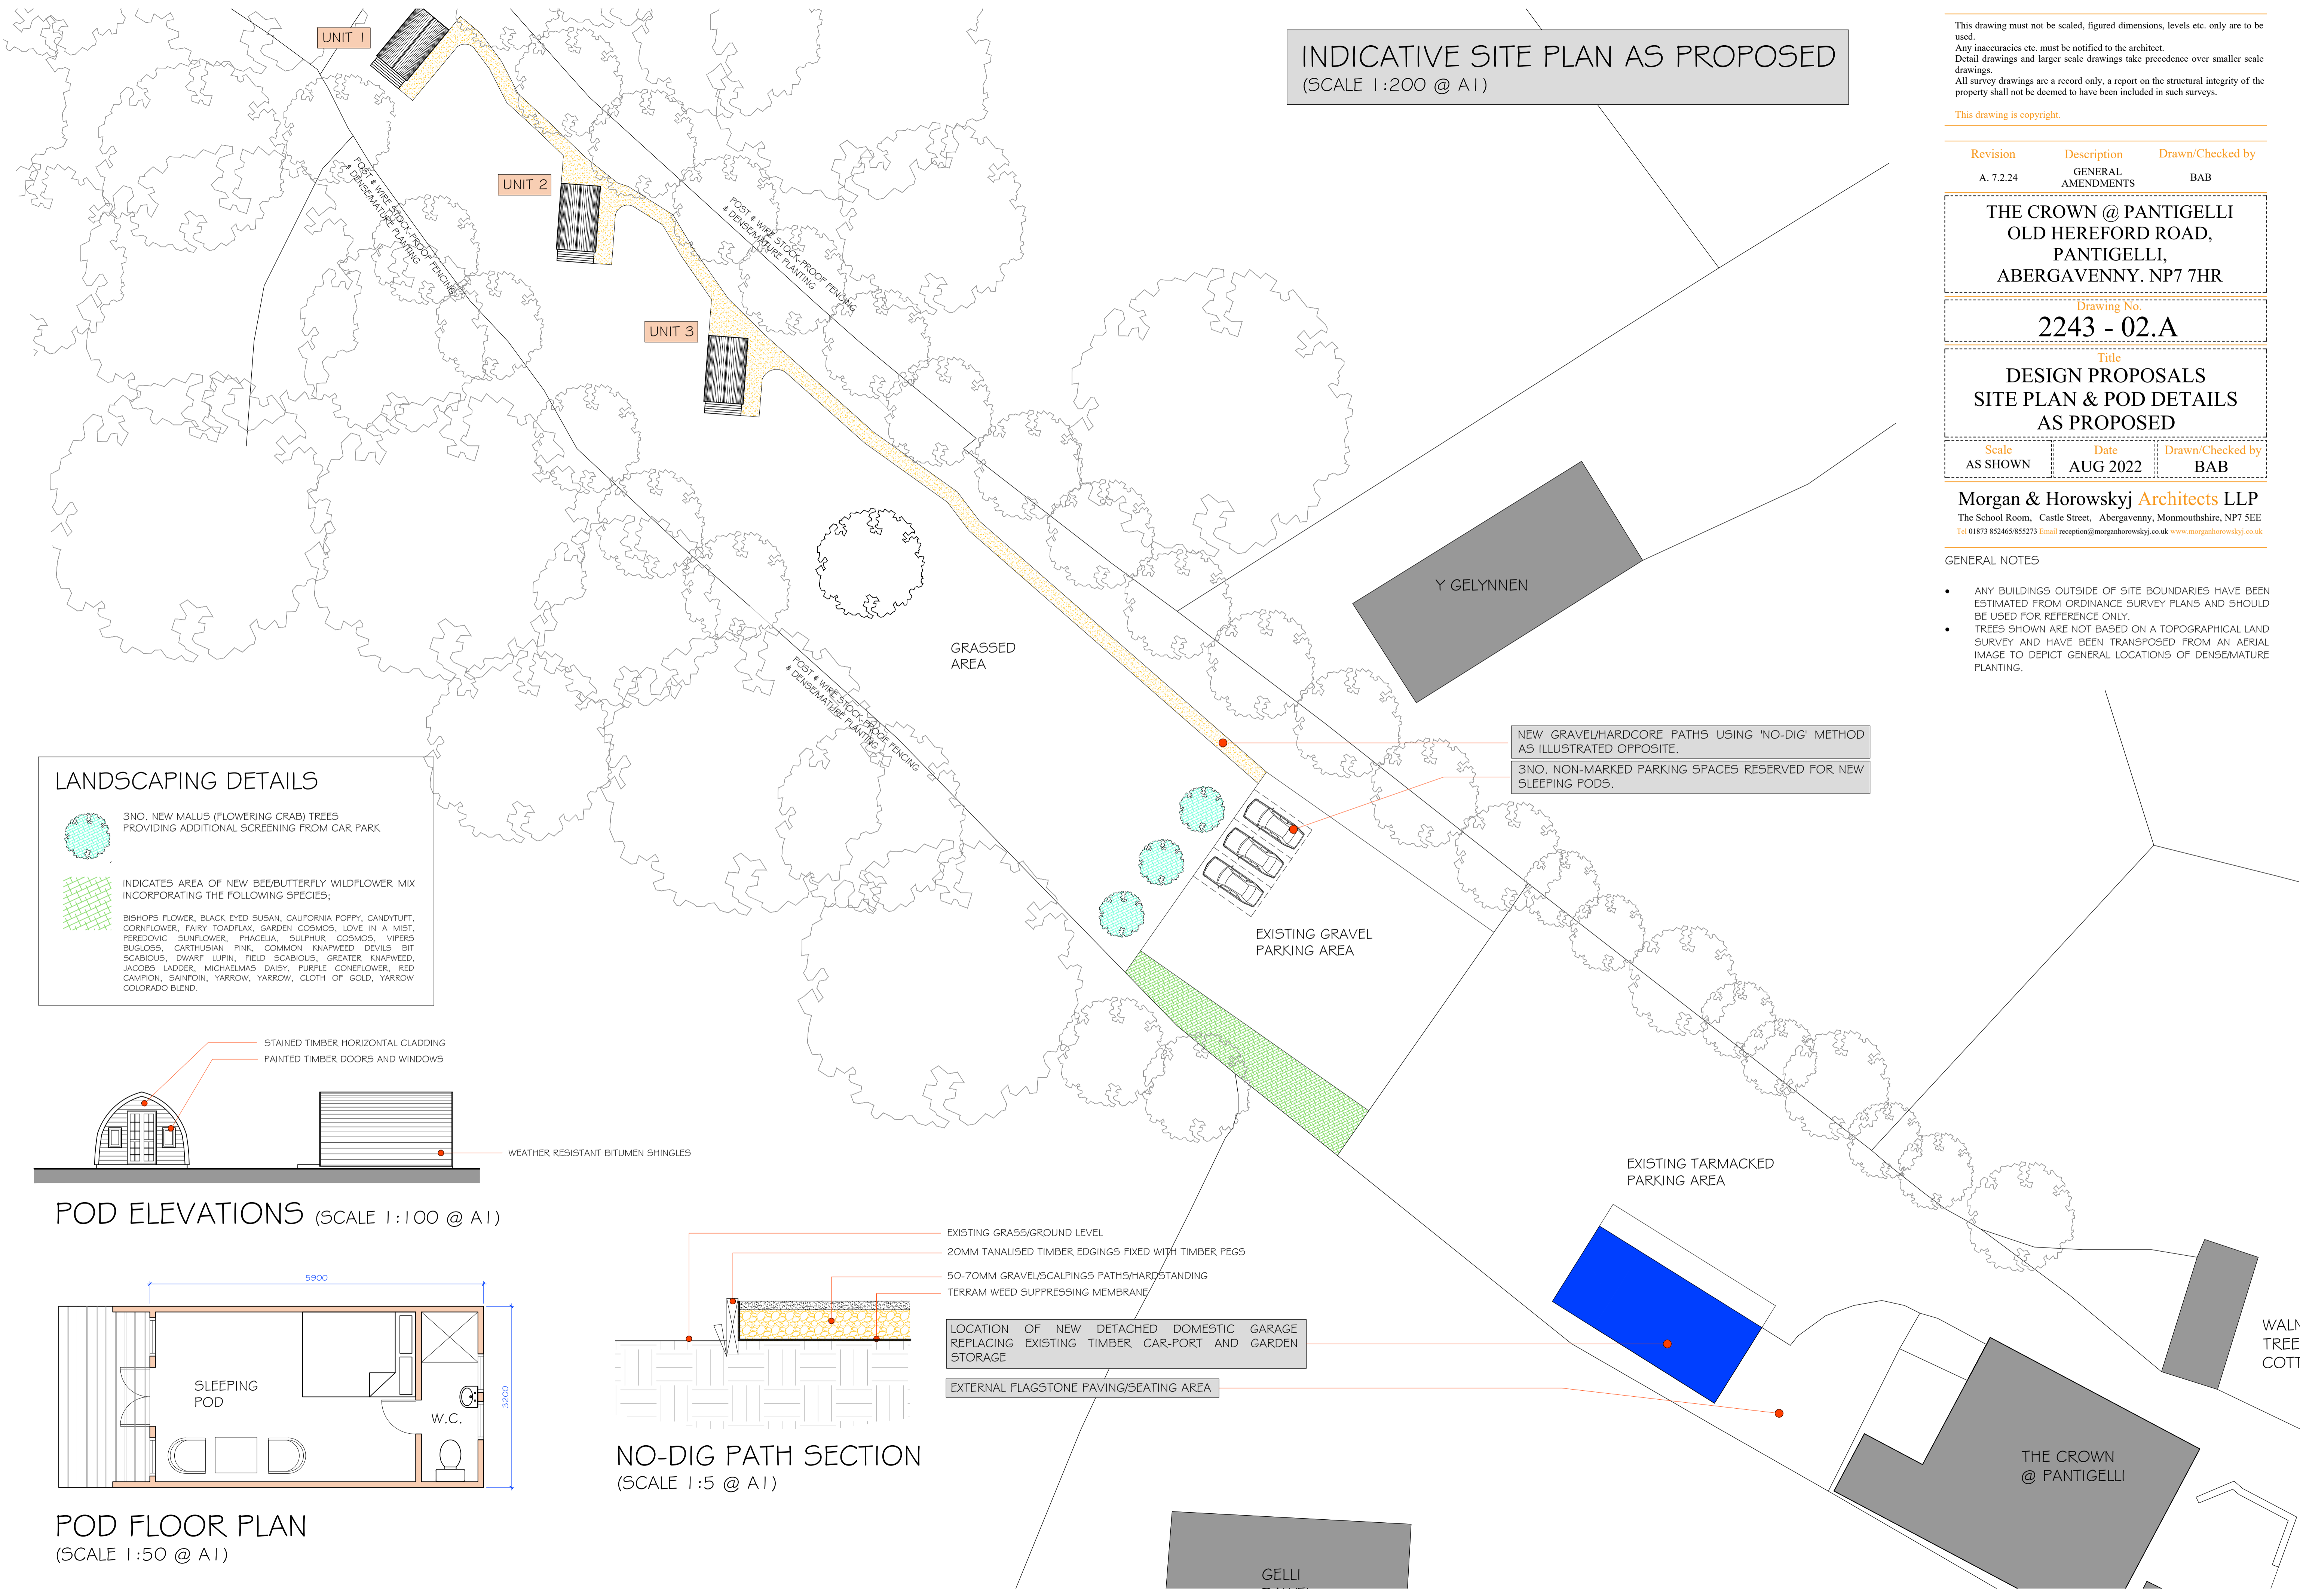 UNIT 1
UNIT 2
UNIT 3
POST & WIRE STOCK-PROOF FENCING
& DENSE/MATURE PLANTING
POST & WIRE STOCK-PROOF FENCING
& DENSE/MATURE PLANTING
POST & WIRE STOCK-PROOF FENCING
& DENSE/MATURE PLANTING
INDICATIVE SITE PLAN AS PROPOSED
(SCALE 1:200 @ A1)
GRASSED
AREA
Y GELYNNEN
NEW GRAVEL/HARDCORE PATHS USING 'NO-DIG' METHOD
AS ILLUSTRATED OPPOSITE.
3NO. NON-MARKED PARKING SPACES RESERVED FOR NEW
SLEEPING PODS.
EXISTING GRAVEL
PARKING AREA
EXISTING TARMACKED
PARKING AREA
THE CROWN
@ PANTIGELLI
WALN
TREE
COTT
GELLI
LANDSCAPING DETAILS
3NO. NEW MALUS (FLOWERING CRAB) TREES
PROVIDING ADDITIONAL SCREENING FROM CAR PARK
INDICATES AREA OF NEW BEE/BUTTERFLY WILDFLOWER MIX
INCORPORATING THE FOLLOWING SPECIES;
BISHOPS FLOWER, BLACK EYED SUSAN, CALIFORNIA POPPY, CANDYTUFT,
CORNFLOWER, FAIRY TOADFLAX, GARDEN COSMOS, LOVE IN A MIST,
PEREDOVIC SUNFLOWER, PHACELIA, SULPHUR COSMOS, VIPERS
BUGLOSS, CARTHUSIAN PINK, COMMON KNAPWEED DEVILS BIT
SCABIOUS, DWARF LUPIN, FIELD SCABIOUS, GREATER KNAPWEED,
JACOBS LADDER, MICHAELMAS DAISY, PURPLE CONEFLOWER, RED
CAMPION, SAINFOIN, YARROW, YARROW, CLOTH OF GOLD, YARROW
COLORADO BLEND.
STAINED TIMBER HORIZONTAL CLADDING
PAINTED TIMBER DOORS AND WINDOWS
WEATHER RESISTANT BITUMEN SHINGLES
POD ELEVATIONS (SCALE 1:100 @ A1)
5900
3200
SLEEPING
POD
W.C.
POD FLOOR PLAN
(SCALE 1:50 @ A1)
EXISTING GRASS/GROUND LEVEL
20MM TANALISED TIMBER EDGINGS FIXED WITH TIMBER PEGS
50-70MM GRAVEL/SCALPINGS PATHS/HARDSTANDING
TERRAM WEED SUPPRESSING MEMBRANE
LOCATION OF NEW DETACHED DOMESTIC GARAGE
REPLACING EXISTING TIMBER CAR-PORT AND GARDEN
STORAGE
EXTERNAL FLAGSTONE PAVING/SEATING AREA
NO-DIG PATH SECTION
(SCALE 1:5 @ A1)
This drawing must not be scaled, figured dimensions, levels etc. only are to be
used.
Any inaccuracies etc. must be notified to the architect.
Detail drawings and larger scale drawings take precedence over smaller scale
drawings.
All survey drawings are a record only, a report on the structural integrity of the
property shall not be deemed to have been included in such surveys.
This drawing is copyright.
Revision Description Drawn/Checked by
A. 7.2.24 GENERAL AMENDMENTS BAB
THE CROWN @ PANTIGELLI
OLD HEREFORD ROAD,
PANTIGELLI,
ABERGAVENNY. NP7 7HR
Drawing No.
2243 - 02.A
Title
DESIGN PROPOSALS
SITE PLAN & POD DETAILS
AS PROPOSED
Scale Date Drawn/Checked by
AS SHOWN AUG 2022 BAB
Morgan & Horowskyj Architects LLP
The School Room, Castle Street, Abergavenny, Monmouthshire, NP7 5EE
Tel 01873 852465/855273 Email reception@morganhorowskyj.co.uk www.morganhorowskyj.co.uk
GENERAL NOTES
• ANY BUILDINGS OUTSIDE OF SITE BOUNDARIES HAVE BEEN
ESTIMATED FROM ORDINANCE SURVEY PLANS AND SHOULD
BE USED FOR REFERENCE ONLY.
• TREES SHOWN ARE NOT BASED ON A TOPOGRAPHICAL LAND
SURVEY AND HAVE BEEN TRANSPOSED FROM AN AERIAL
IMAGE TO DEPICT GENERAL LOCATIONS OF DENSE/MATURE
PLANTING.